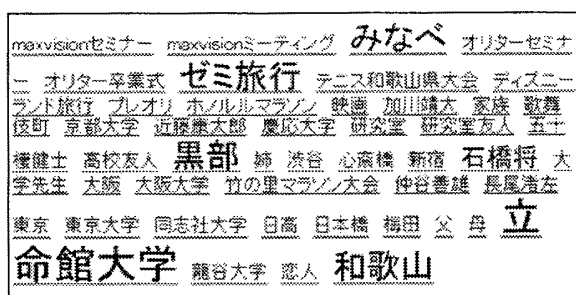 maxvisionセミナー maxvisionミーティング みなべ オリターセミナ
ー オリター卒業式 ゼミ旅行 テニス和歌山県大会 ディズニー
ランド旅行 プレオリ ホノルルマラソン 映画 加川靖大 家族 歌舞
伎町 京都大学 近藤康太郎 慶応大学 研究室 研究室友人 五十
棲健士 高校友人 黒部 姉 渋谷 心斎橋 新宿 石橋将 大
学先生 大阪 大阪大学 竹の里マラソン大会 仲谷善雄 長尾清左
東京 東京大学 同志社大学 日高 日本橋 梅田 父 母 立
命館大学 龍谷大学 恋人 和歌山